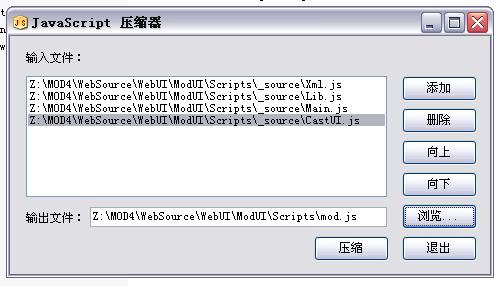 JavaScript 压缩器
输入文件：
Z:\MOD4\WebSource\WebUI\ModUI\Scripts\_source\Xml.js
Z:\MOD4\WebSource\WebUI\ModUI\Scripts\_source\Lib.js
Z:\MOD4\WebSource\WebUI\ModUI\Scripts\_source\Main.js
Z:\MOD4\WebSource\WebUI\ModUI\Scripts\_source\CastUI.js
添加
删除
向上
向下
输出文件： Z:\MOD4\WebSource\WebUI\ModUI\Scripts\mod.js 浏览...
压缩 退出